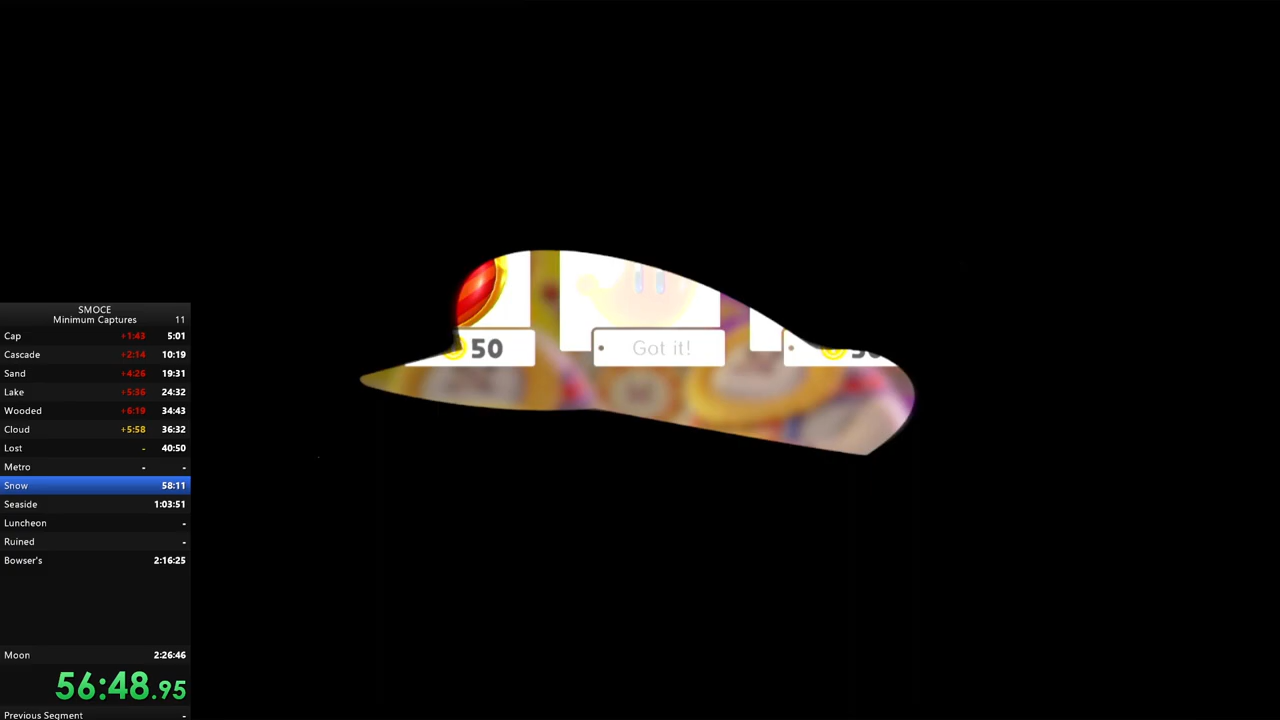 SMOCE
Minimum Captures 11
Cap +1:43 5:01
Cascade +2:14 10:19
Sand +4:26 19:31
Lake +5:36 24:32
Wooded +6:19 34:43
Cloud +5:58 36:32
Lost - 40:50
Metro - -
Snow 58:11
Seaside 1:03:51
Luncheon -
Ruined -
Bowser's 2:16:25
Moon 2:26:46
56:48.95
Previous Segment -
50 Got it!